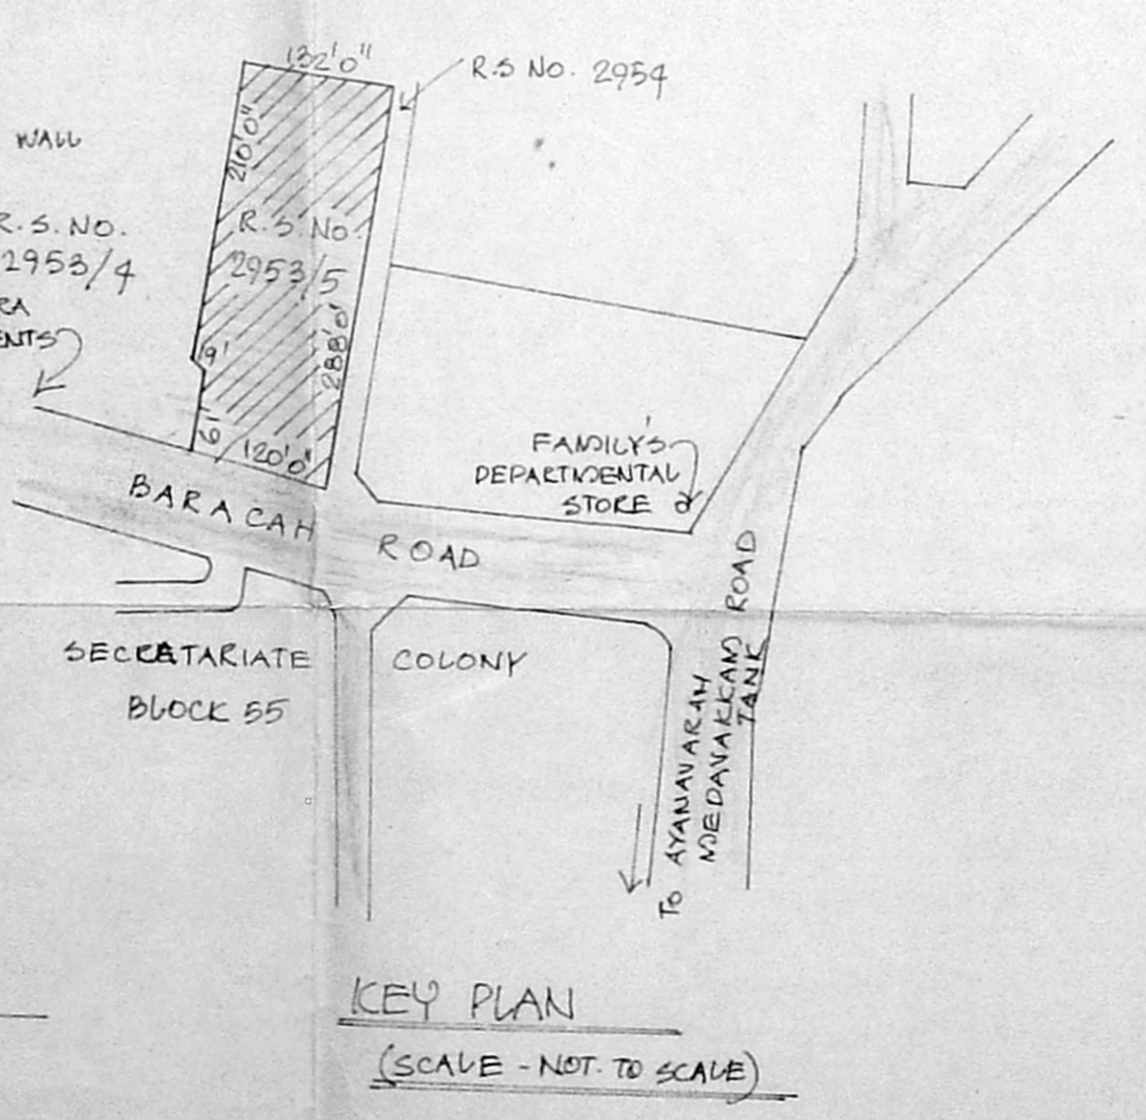 132'0"
R.S NO. 2954
WALL
210'0"
R.S.NO.
2953/4
R.S.NO.
2953/5
RA
ENTS
9'
288'0"
6'
120'0"
FAMILY'S
DEPARTMENTAL
STORE
BARACAH ROAD
SECRETARIATE COLONY
BLOCK 55
MEDAVAKKAM TANK ROAD
To AYANAVARAM
KEY PLAN
(SCALE - NOT. TO SCALE)